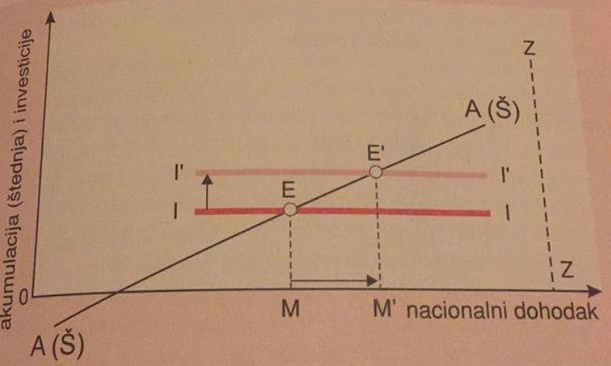 akumulacija (štednja) i investicije
Z
A (Š)
E'
I'
I'
E
I
I
Z
0
M
M'
nacionalni dohodak
A (Š)